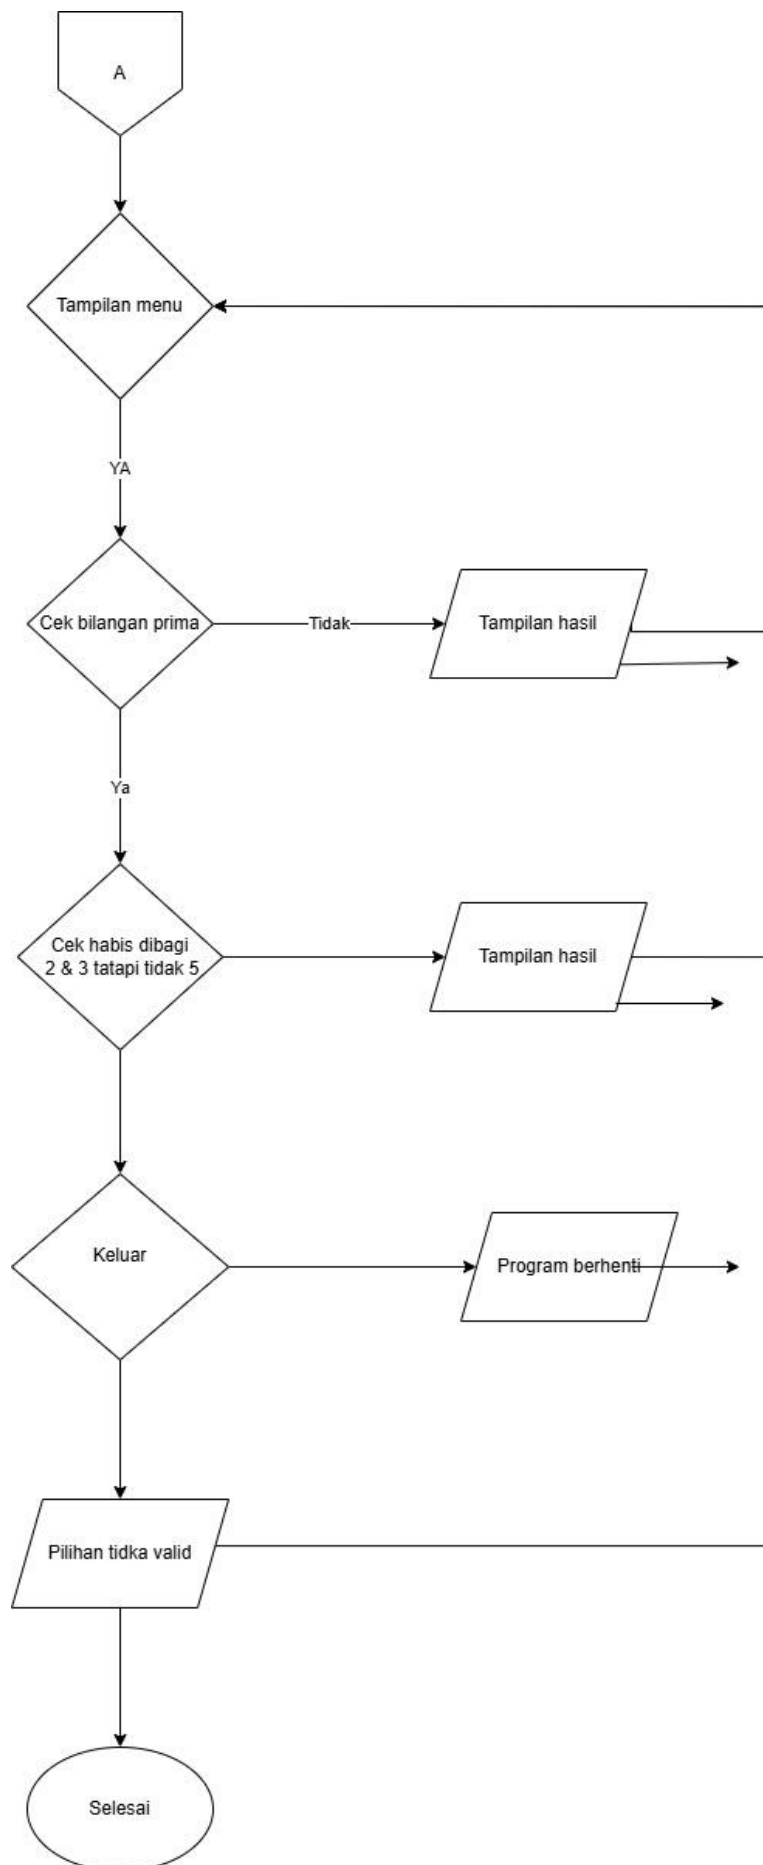 A
Tampilan menu
YA
Cek bilangan prima
Tidak
Tampilan hasil
Ya
Cek habis dibagi
2 & 3 tatapi tidak 5
Tampilan hasil
Keluar
Program berhenti
Pilihan tidka valid
Selesai